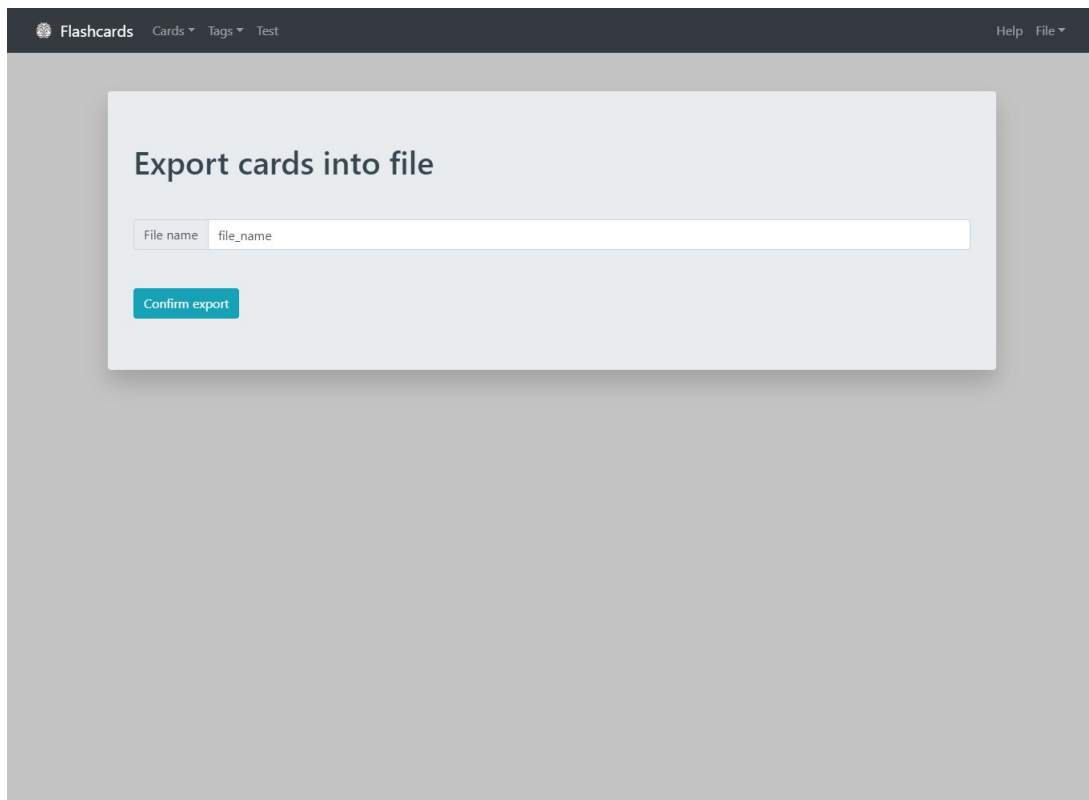 Flashcards Cards Tags Test Help File
Export cards into file
File name file_name
Confirm export